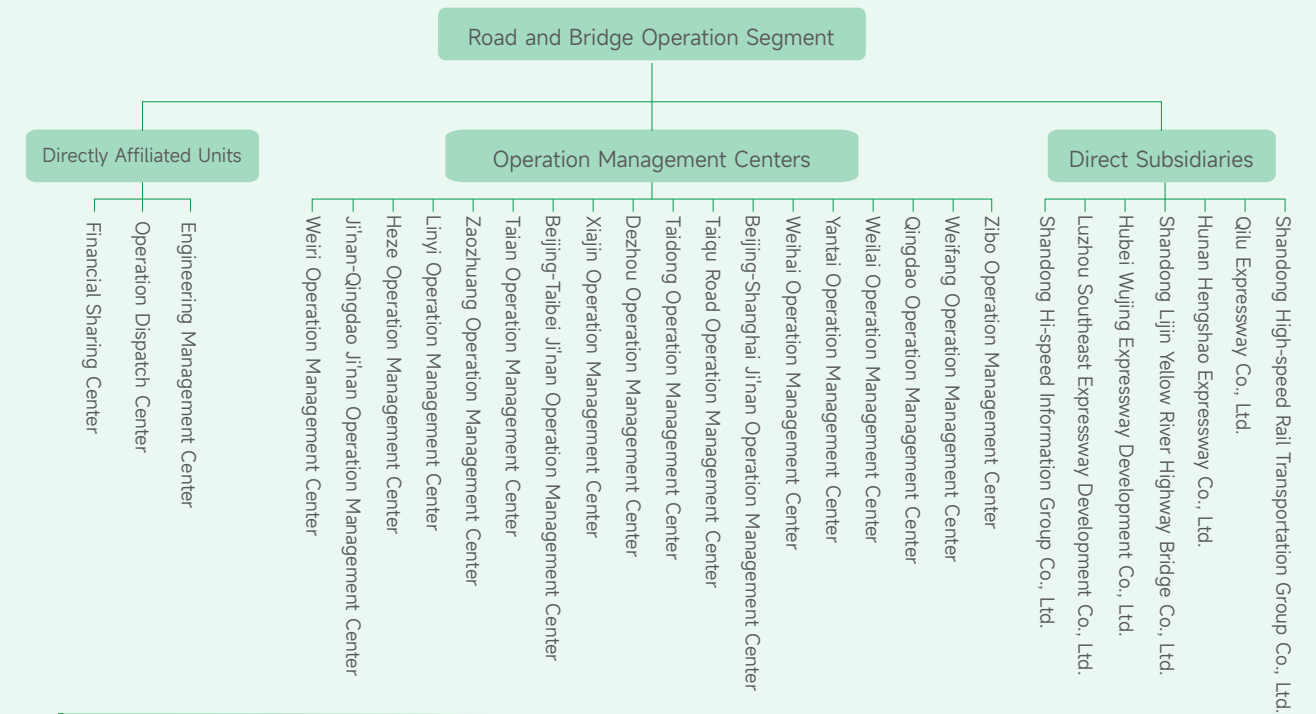 Road and Bridge Operation Segment
Directly Affiliated Units
Operation Management Centers
Direct Subsidiaries
Financial Sharing Center
Operation Dispatch Center
Engineering Management Center
Weiri Operation Management Center
Ji'nan-Qingdao Ji'nan Operation Management Center
Heze Operation Management Center
Linyi Operation Management Center
Zaozhuang Operation Management Center
Taian Operation Management Center
Beijing-Taibei Ji'nan Operation Management Center
Xiajin Operation Management Center
Dezhou Operation Management Center
Taidong Operation Management Center
Taiqu Road Operation Management Center
Beijing-Shanghai Ji'nan Operation Management Center
Weihai Operation Management Center
Yantai Operation Management Center
Weilai Operation Management Center
Qingdao Operation Management Center
Weifang Operation Management Center
Zibo Operation Management Center
Shandong Hi-speed Information Group Co., Ltd.
Luzhou Southeast Expressway Development Co., Ltd.
Hubei Wujing Expressway Development Co., Ltd.
Shandong Lijin Yellow River Highway Bridge Co., Ltd.
Hunan Hengshao Expressway Co., Ltd.
Qilu Expressway Co., Ltd.
Shandong High-speed Rail Transportation Group Co., Ltd.